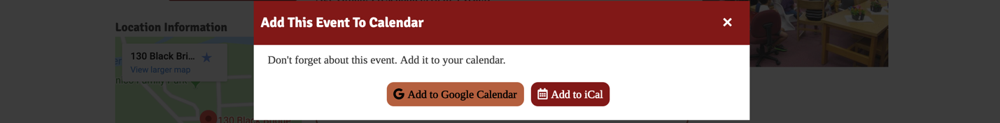 Add This Event To Calendar
×
Location Information
130 Black Bri...
View larger map
Don't forget about this event. Add it to your calendar.
Add to Google Calendar
Add to iCal
130 Black